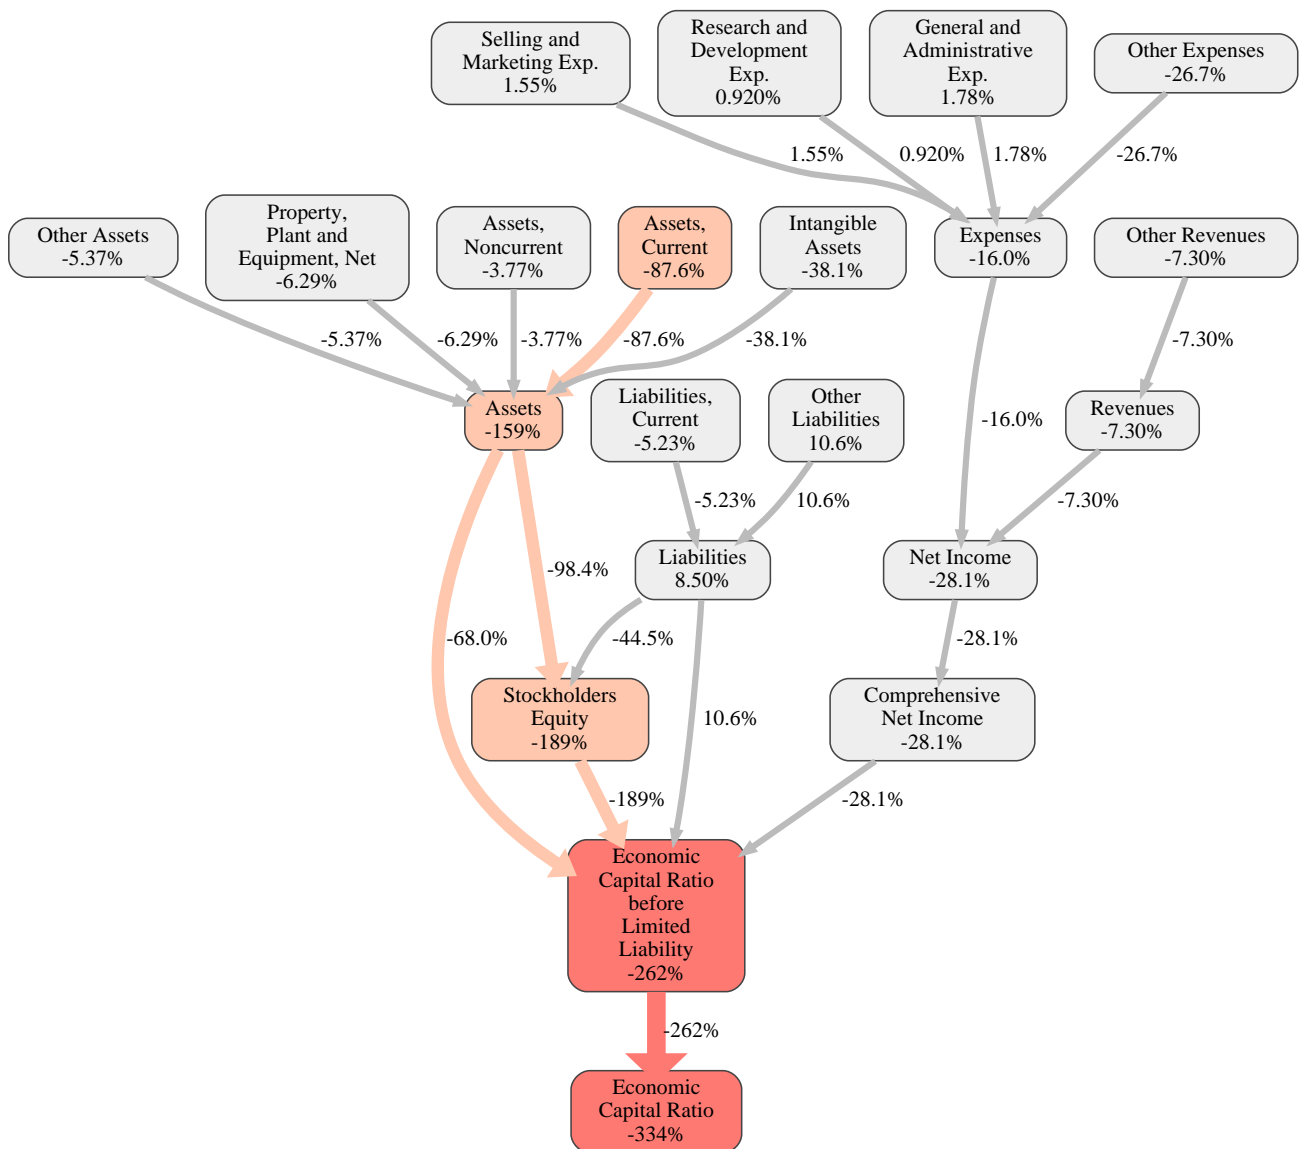 Selling and
Marketing Exp.
1.55%
Research and
Development
Exp.
0.920%
General and
Administrative
Exp.
1.78%
Other Expenses
-26.7%
1.55%
0.920%
1.78%
-26.7%
Other Assets
-5.37%
Property,
Plant and
Equipment, Net
-6.29%
Assets,
Noncurrent
-3.77%
Assets,
Current
-87.6%
Intangible
Assets
-38.1%
Expenses
-16.0%
Other Revenues
-7.30%
-5.37%
-6.29%
-3.77%
-87.6%
-38.1%
-7.30%
Assets
-159%
Liabilities,
Current
-5.23%
Other
Liabilities
10.6%
-16.0%
Revenues
-7.30%
-5.23%
10.6%
-7.30%
-98.4%
Liabilities
8.50%
Net Income
-28.1%
-68.0%
-44.5%
-28.1%
Stockholders
Equity
-189%
10.6%
Comprehensive
Net Income
-28.1%
-189%
-28.1%
Economic
Capital Ratio
before
Limited
Liability
-262%
-262%
Economic
Capital Ratio
-334%